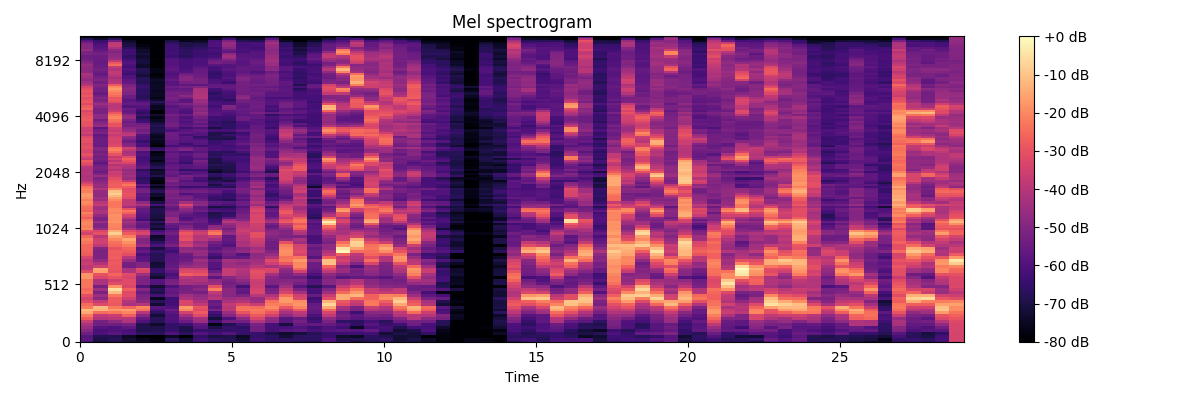 Mel spectrogram
Hz
8192
4096
2048
1024
512
0
0 5 10 15 20 25
Time
+0 dB
-10 dB
-20 dB
-30 dB
-40 dB
-50 dB
-60 dB
-70 dB
-80 dB